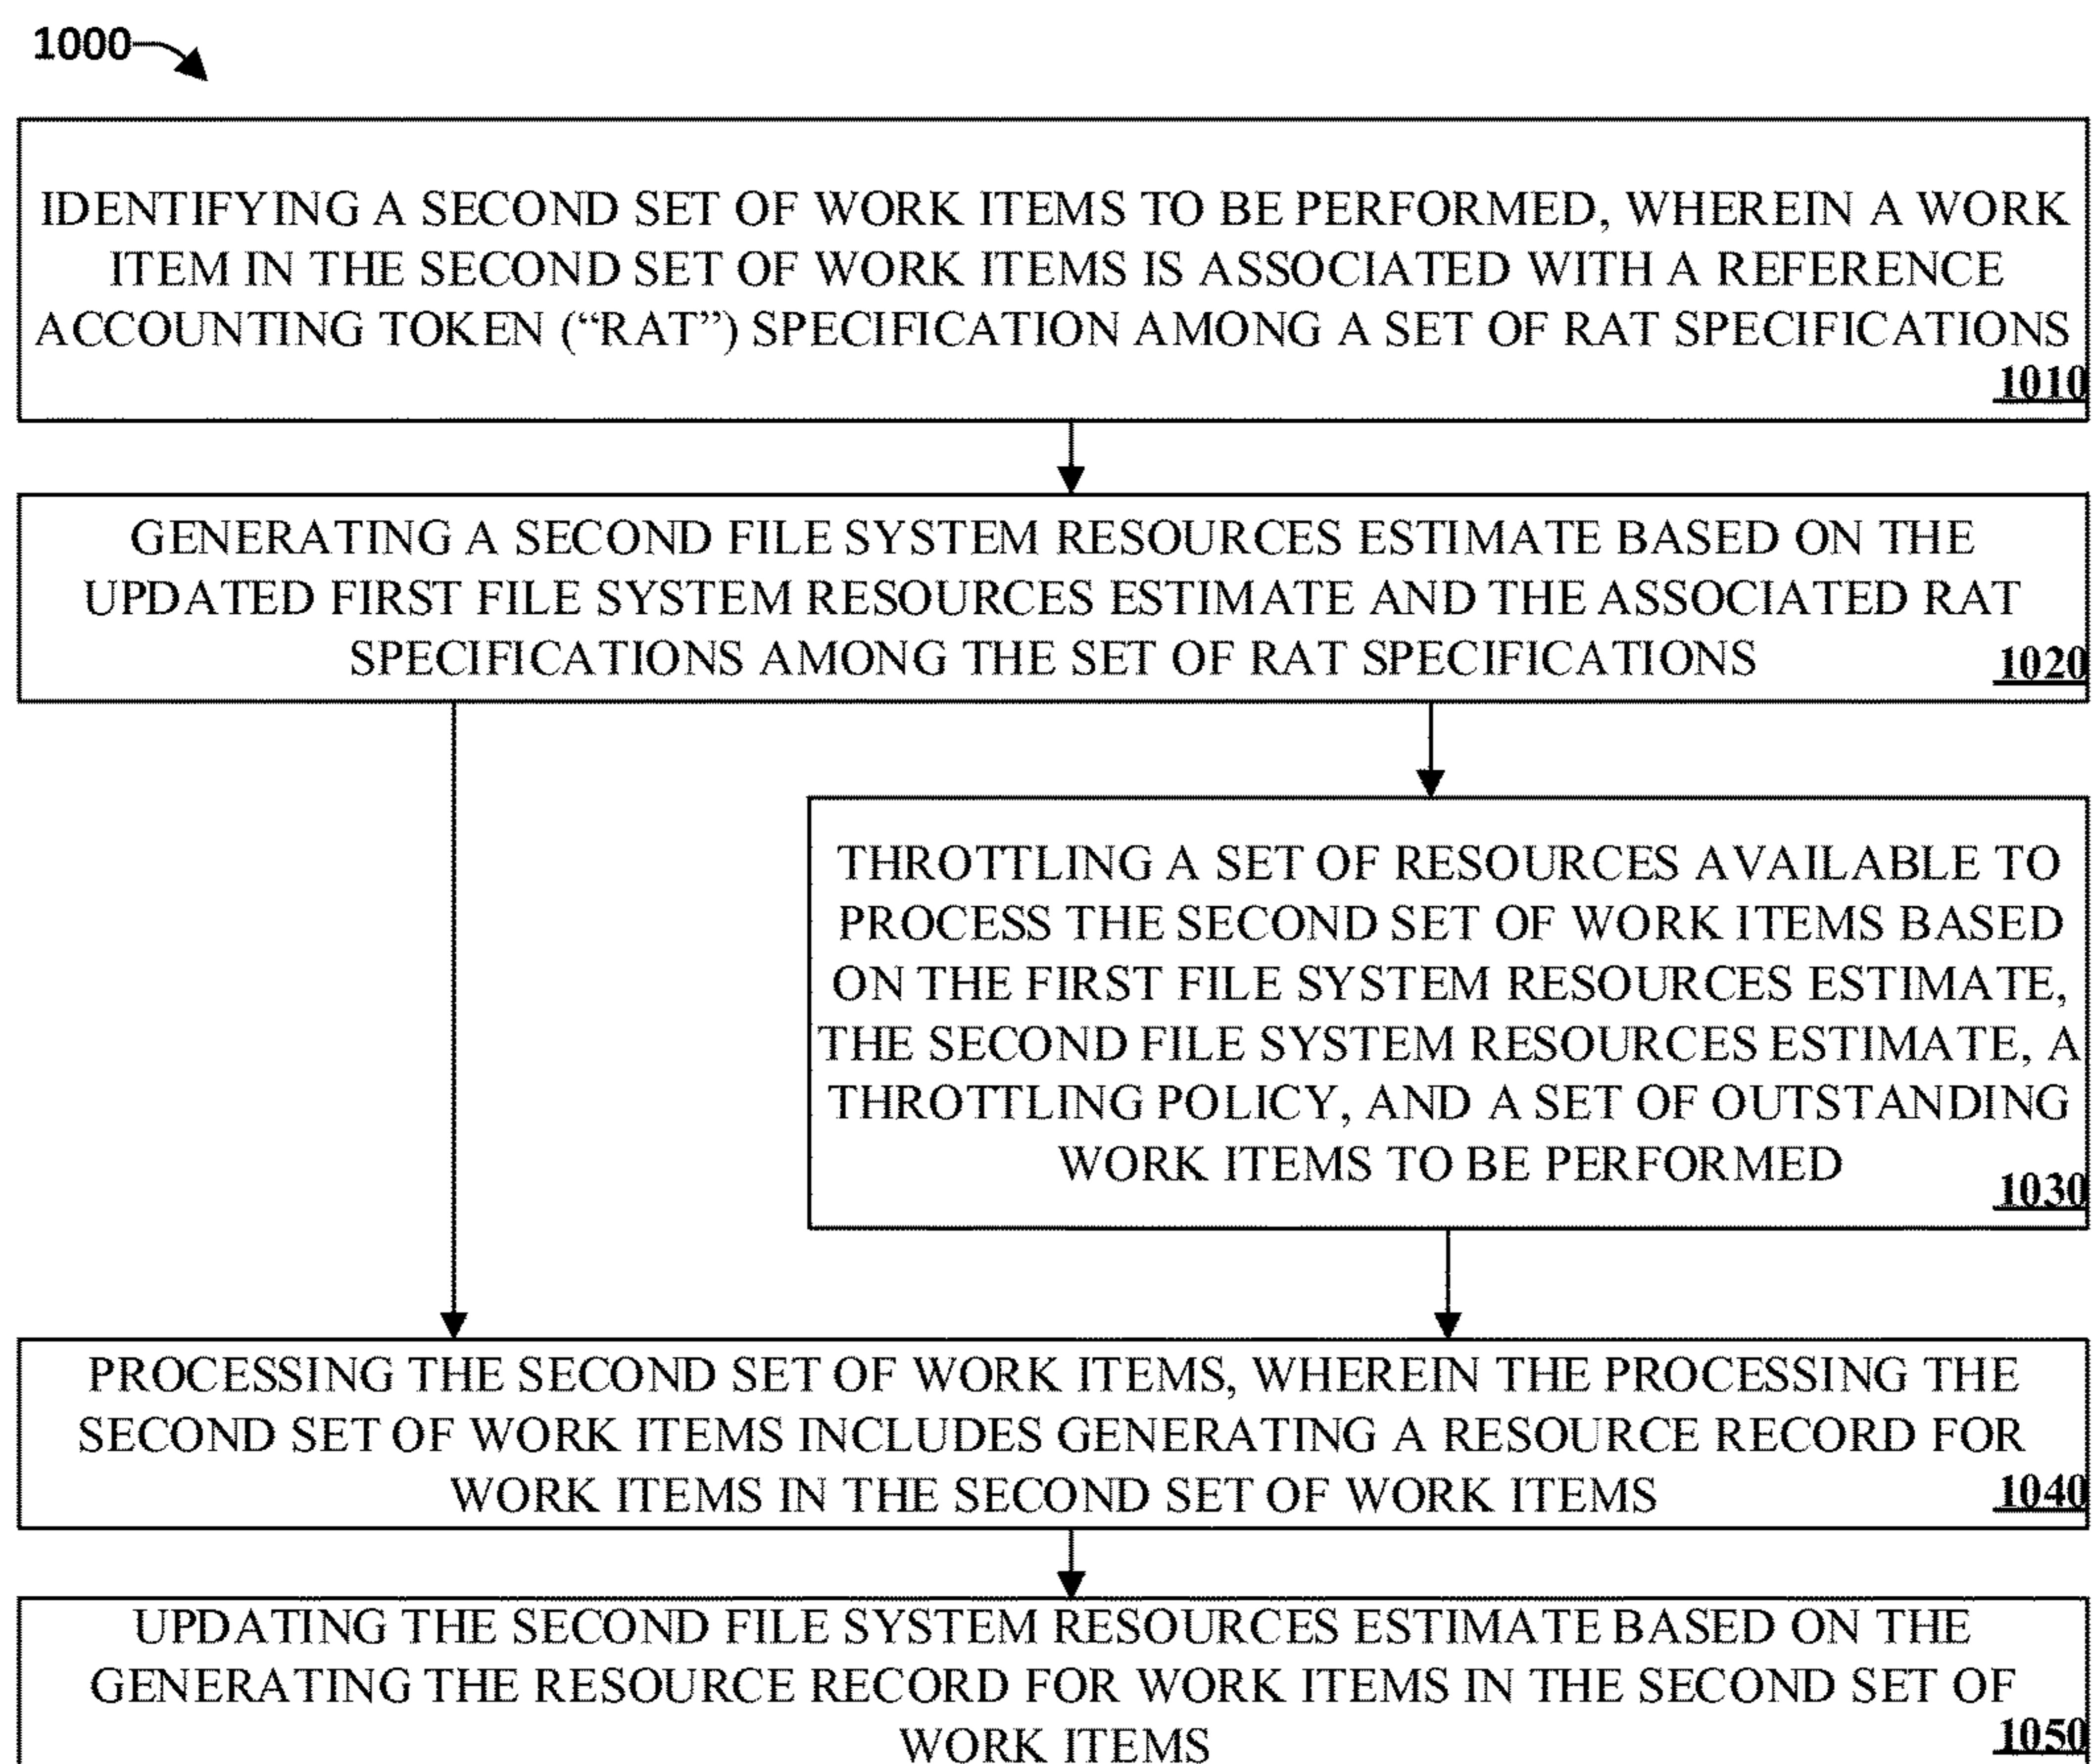 1000
IDENTIFYING A SECOND SET OF WORK ITEMS TO BE PERFORMED, WHEREIN A WORK
ITEM IN THE SECOND SET OF WORK ITEMS IS ASSOCIATED WITH A REFERENCE
ACCOUNTING TOKEN (“RAT”) SPECIFICATION AMONG A SET OF RAT SPECIFICATIONS
1010
GENERATING A SECOND FILE SYSTEM RESOURCES ESTIMATE BASED ON THE
UPDATED FIRST FILE SYSTEM RESOURCES ESTIMATE AND THE ASSOCIATED RAT
SPECIFICATIONS AMONG THE SET OF RAT SPECIFICATIONS
1020
THROTTLING A SET OF RESOURCES AVAILABLE TO
PROCESS THE SECOND SET OF WORK ITEMS BASED
ON THE FIRST FILE SYSTEM RESOURCES ESTIMATE,
THE SECOND FILE SYSTEM RESOURCES ESTIMATE, A
THROTTLING POLICY, AND A SET OF OUTSTANDING
WORK ITEMS TO BE PERFORMED
1030
PROCESSING THE SECOND SET OF WORK ITEMS, WHEREIN THE PROCESSING THE
SECOND SET OF WORK ITEMS INCLUDES GENERATING A RESOURCE RECORD FOR
WORK ITEMS IN THE SECOND SET OF WORK ITEMS
1040
UPDATING THE SECOND FILE SYSTEM RESOURCES ESTIMATE BASED ON THE
GENERATING THE RESOURCE RECORD FOR WORK ITEMS IN THE SECOND SET OF
WORK ITEMS
1050